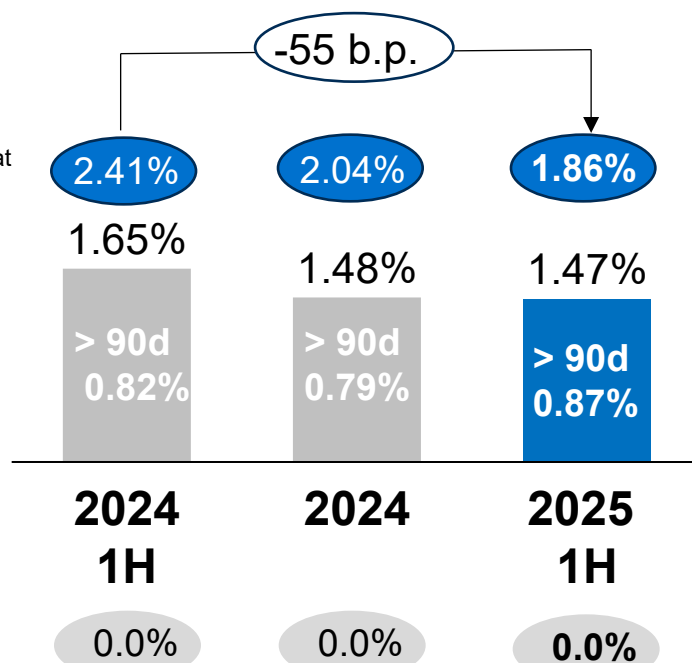 -55 b.p.
at
2.41% 2.04% 1.86%
1.65% 1.48% 1.47%
> 90d > 90d > 90d
0.82% 0.79% 0.87%
2024 2024 2025
1H 1H
0.0% 0.0% 0.0%